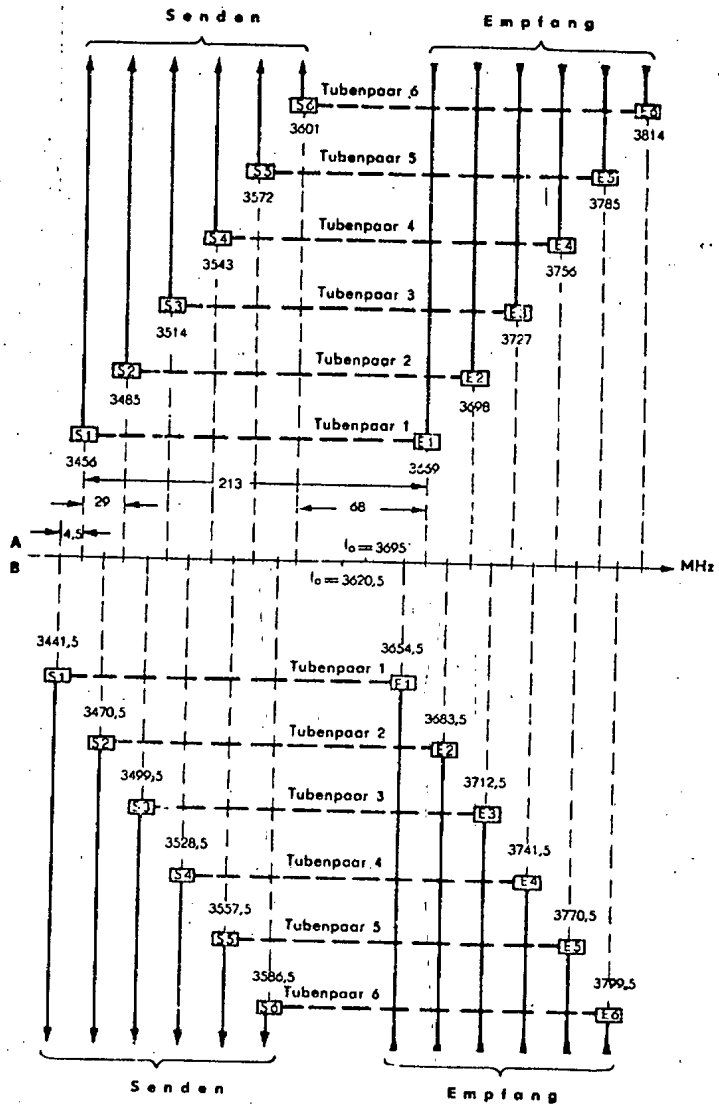 Senden
Empfang
Tubenpaar 6
S6
E6
3601
3814
Tubenpaar 5
S5
E5
3572
3785
Tubenpaar 4
S4
E4
3543
3756
Tubenpaar 3
S3
E3
3514
3727
Tubenpaar 2
S2
E2
3485
3698
Tubenpaar 1
S1
E1
3456
3669
213
29
68
4,5
A
fo = 3695
MHz
B
fo = 3620,5
3441,5
3654,5
Tubenpaar 1
S1
E1
3470,5
3683,5
Tubenpaar 2
S2
E2
3499,5
3712,5
Tubenpaar 3
S3
E3
3528,5
3741,5
Tubenpaar 4
S4
E4
3557,5
3770,5
Tubenpaar 5
S5
E5
3586,5
3799,5
Tubenpaar 6
S6
E6
Senden
Empfang